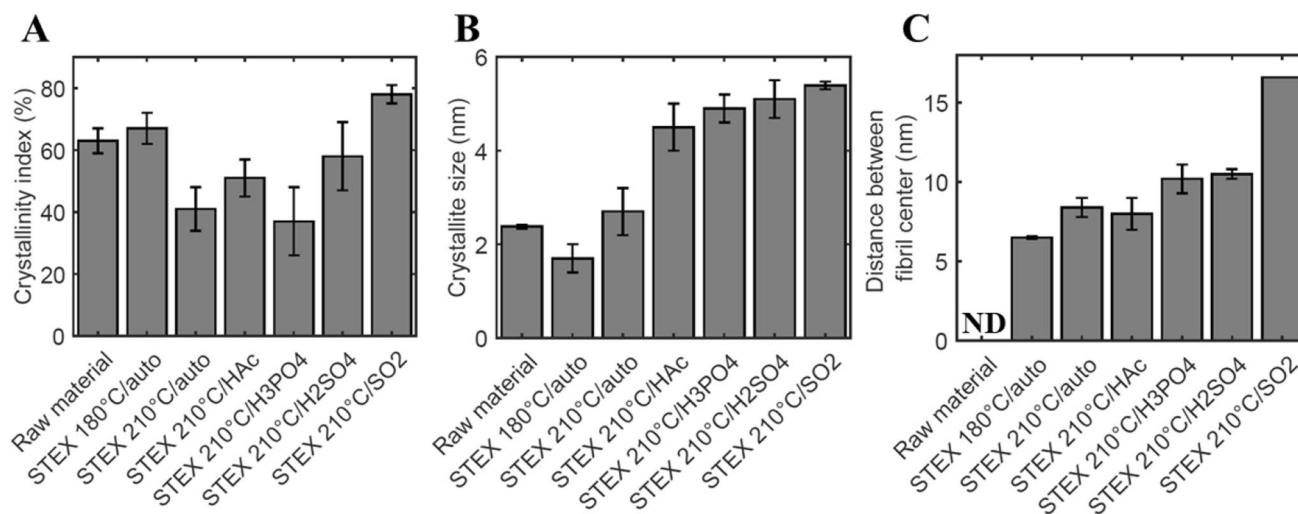 A
Crystallinity index (%)
80
60
40
20
0
Raw material
STEX 180°/auto
STEX 210°/auto
STEX 210°/HAc
STEX 210°/H3PO4
STEX 210°/H2SO4
STEX 210°/SO2
B
Crystallite size (nm)
6
4
2
0
Raw material
STEX 180°/auto
STEX 210°/auto
STEX 210°/HAc
STEX 210°/H3PO4
STEX 210°/H2SO4
STEX 210°/SO2
C
Distance between
fibril center (nm)
15
10
5
0
ND
Raw material
STEX 180°/auto
STEX 210°/auto
STEX 210°/HAc
STEX 210°/H3PO4
STEX 210°/H2SO4
STEX 210°/SO2